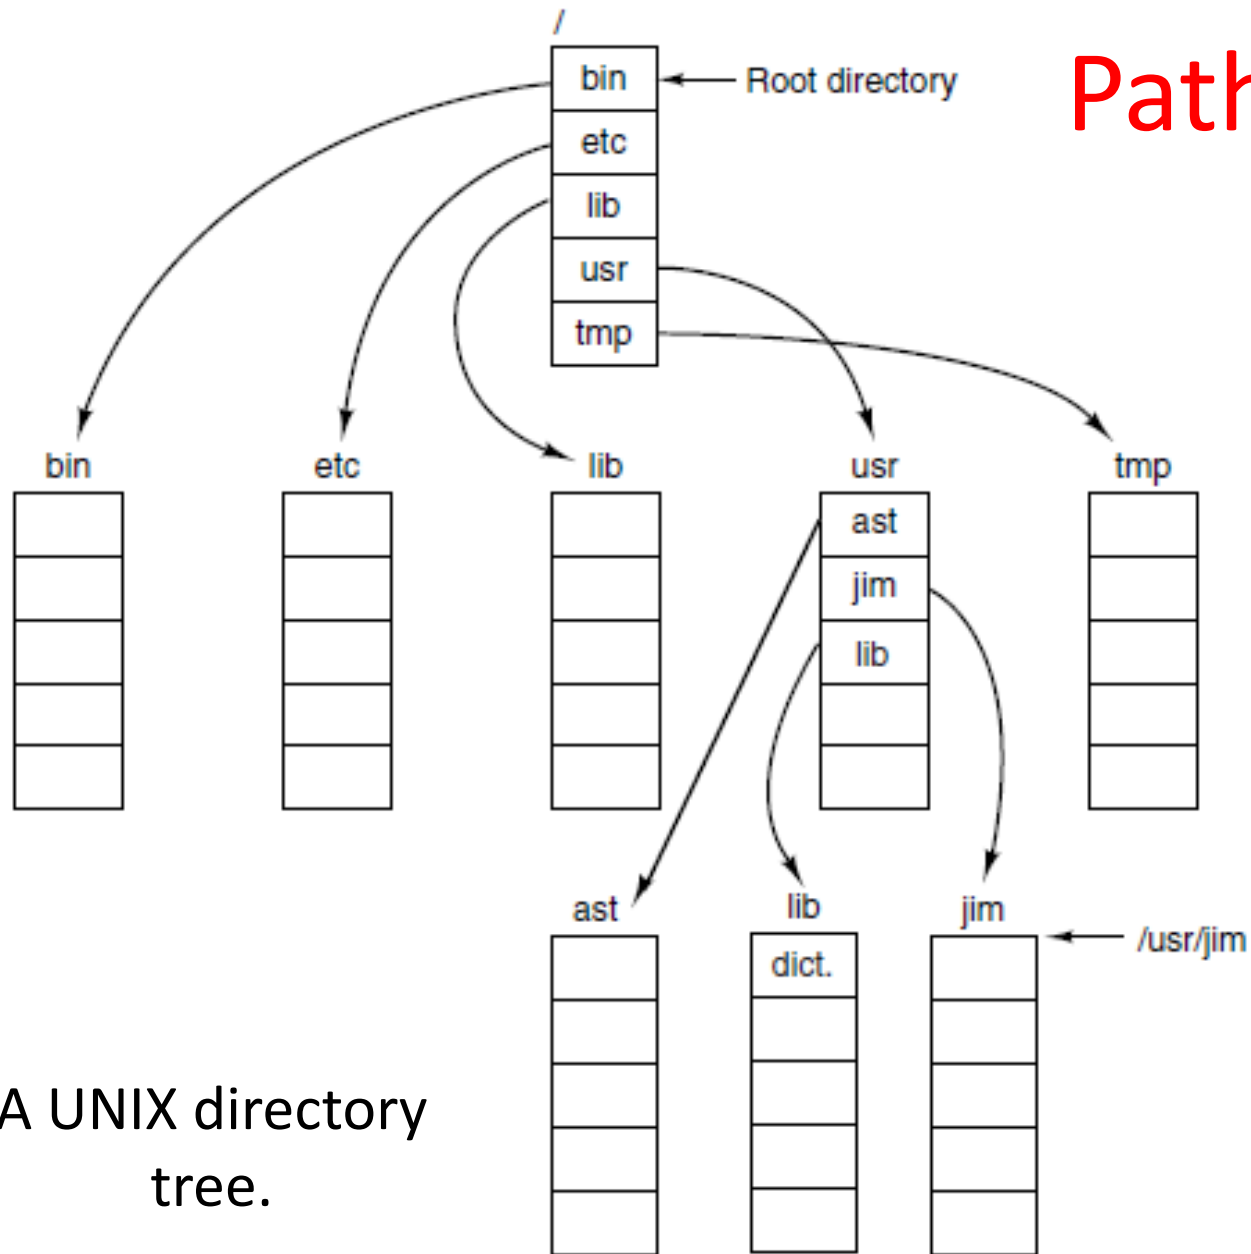 /
bin
Root directory
Path
etc
lib
usr
tmp
bin
etc
lib
usr
tmp
ast
jim
lib
ast
lib
jim
/usr/jim
dict.
A UNIX directory
tree.